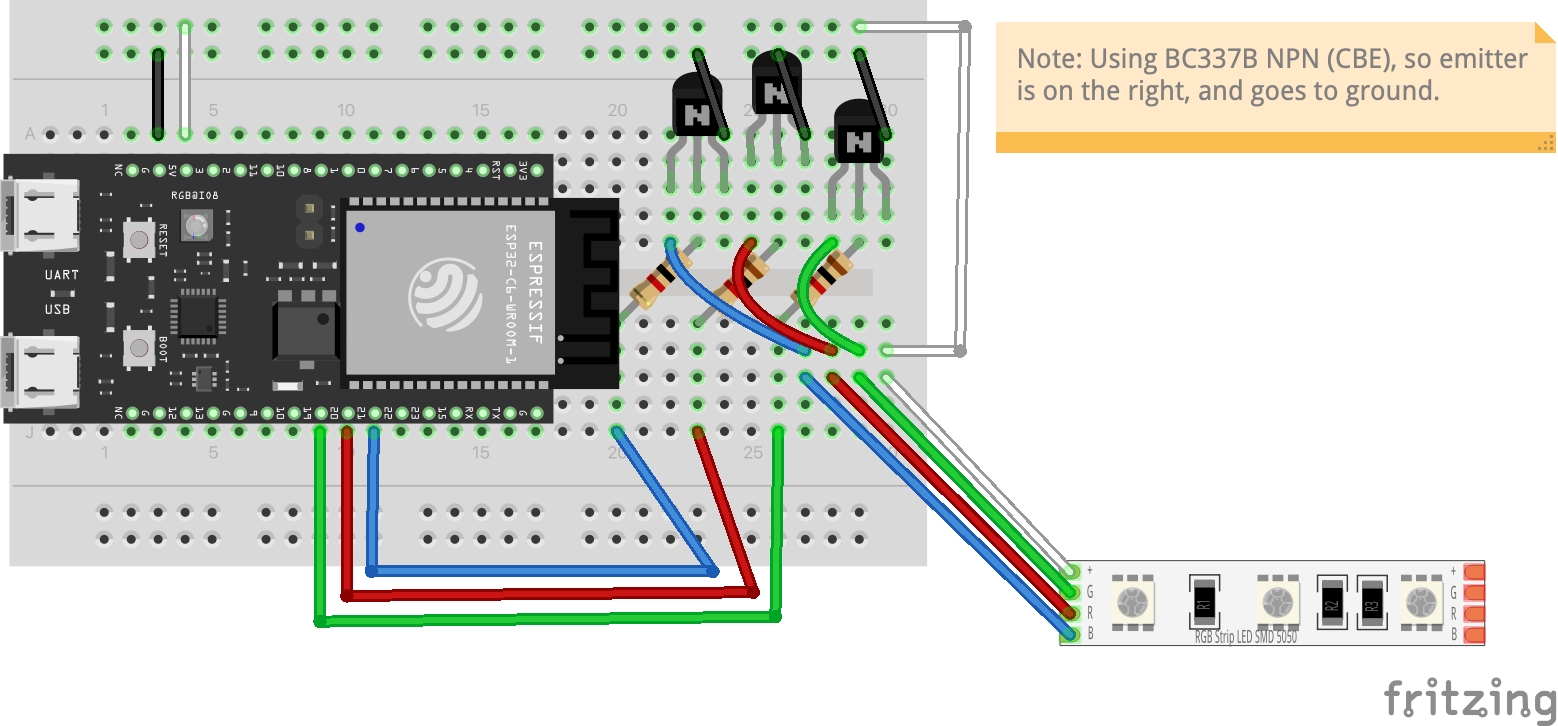 Note: Using BC337B NPN (CBE), so emitter
is on the right, and goes to ground.
1 5 10 15 20 30
A
NC G 5V 3 2 11 10 8 1 0 7 6 5 4 RST 3V3
RGB@IO8
RESET
UART
USB
BOOT
ESPRESSIF
ESP32-C6-WROOM-1
N N N
NC G 12 13 G 9 18 19 20 21 22 23 15 RX TX G
J
1 5 10 15 20 25
+ G R B
R1 R2 R3
RGB Strip LED SMD 5050
+ G R B
fritzing